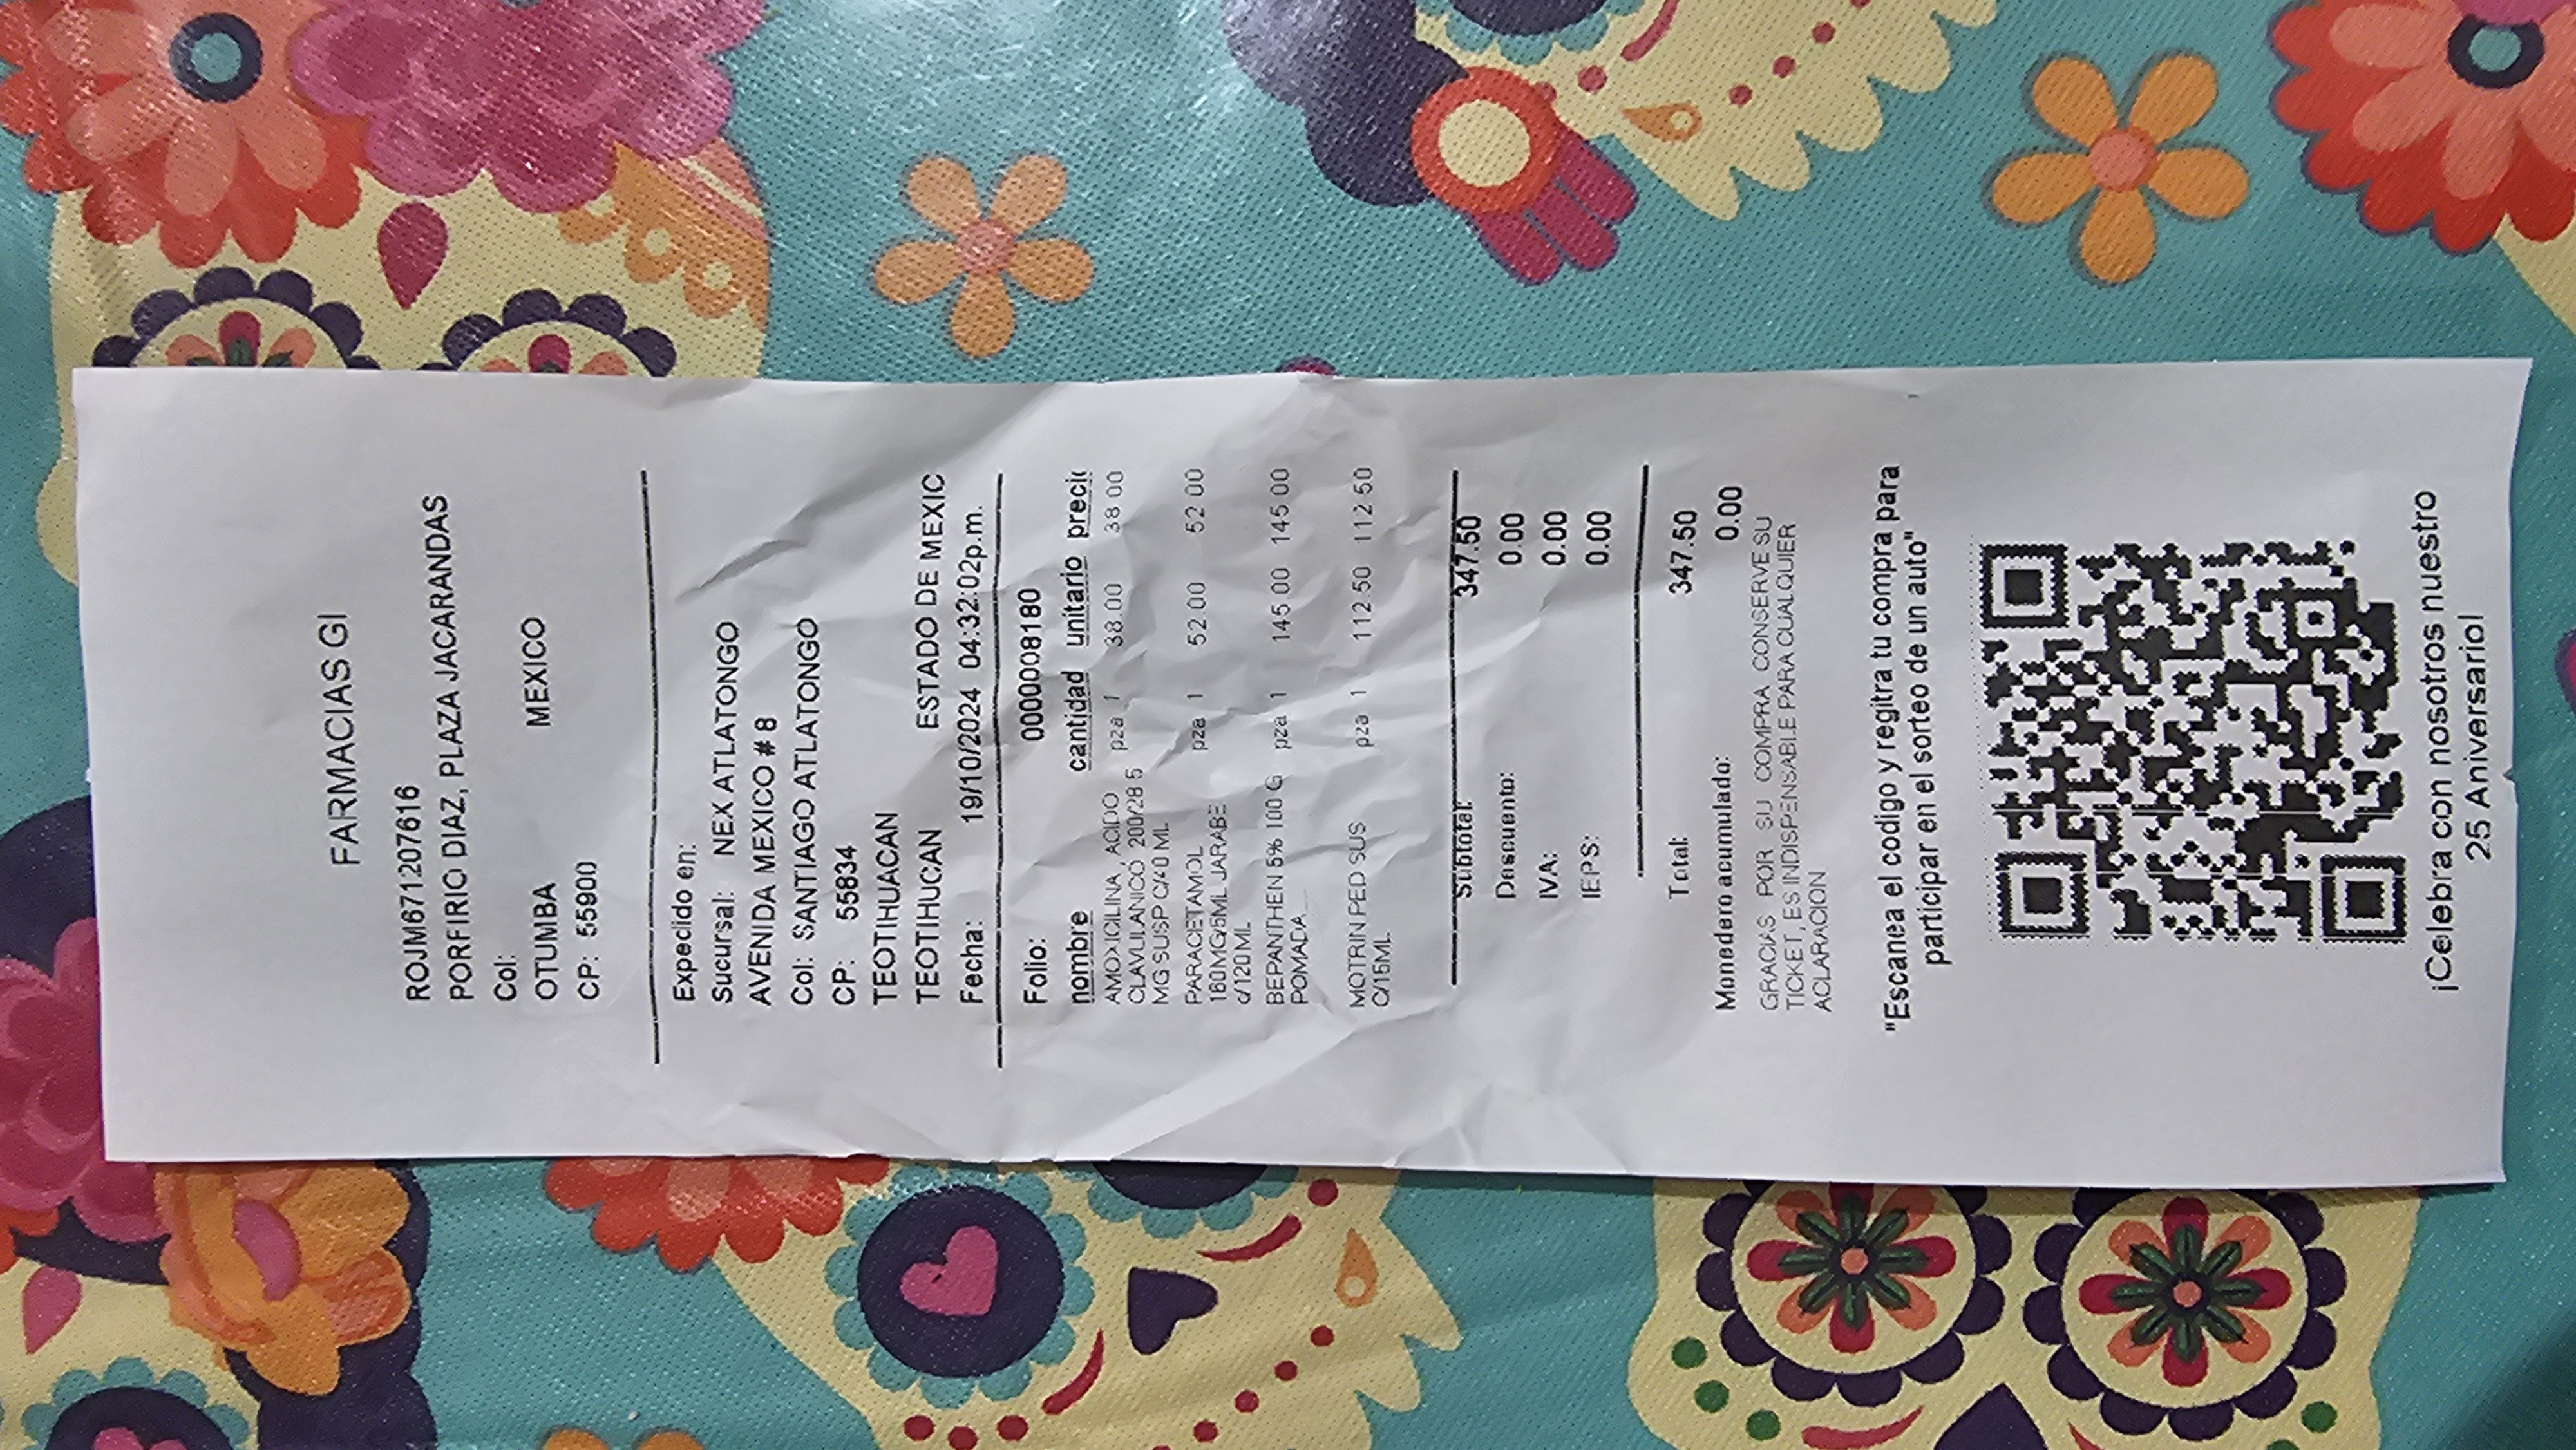 FARMACIAS GI
ROJM671207616
PORFIRIO DIAZ, PLAZA JACARANDAS
Col:
OTUMBA MEXICO
CP: 55900
Expecido en:
Sucursal: NEX ATLATONGO
AVENIDA MEXICO # 8
Col: SANTIAGO ATLATONGO
CP: 55834
TEOTIHUACAN
TEOTIHUCAN ESTADO DE MEXIC
Fecha: 19/10/2024 04:32:02p.m.
Folio: 0000008180
nombre cantidad unitario preci
AMOXICILINA, ACIDO pza 1 38.00 38 00
CLAVULANICO 200/28 5
MG SUSP C/40 ML
PARACETAMOL pza 1 52.00 52 00
160MG/5ML JARABE
c/120 ML
BEPANTHEN 5% 100 G pza 1 145.00 145 00
POMADA
MOTRIN PED SUS pza 1 112 50 112 50
C/15ML
Subtotal: 347.50
Descuento: 0.00
IVA: 0.00
IEPS: 0.00
Total: 347.50
Monedero acumulado: 0.00
GRACIAS POR SU COMPRA CONSERVE SU
TICKET, ES INDISPENSABLE PARA CUALQUIER
ACLARACION
"Escanea el codigo y regitra tu compra para
participar en el sorteo de un auto"
¡Celebra con nosotros nuestro
25 Aniversario!